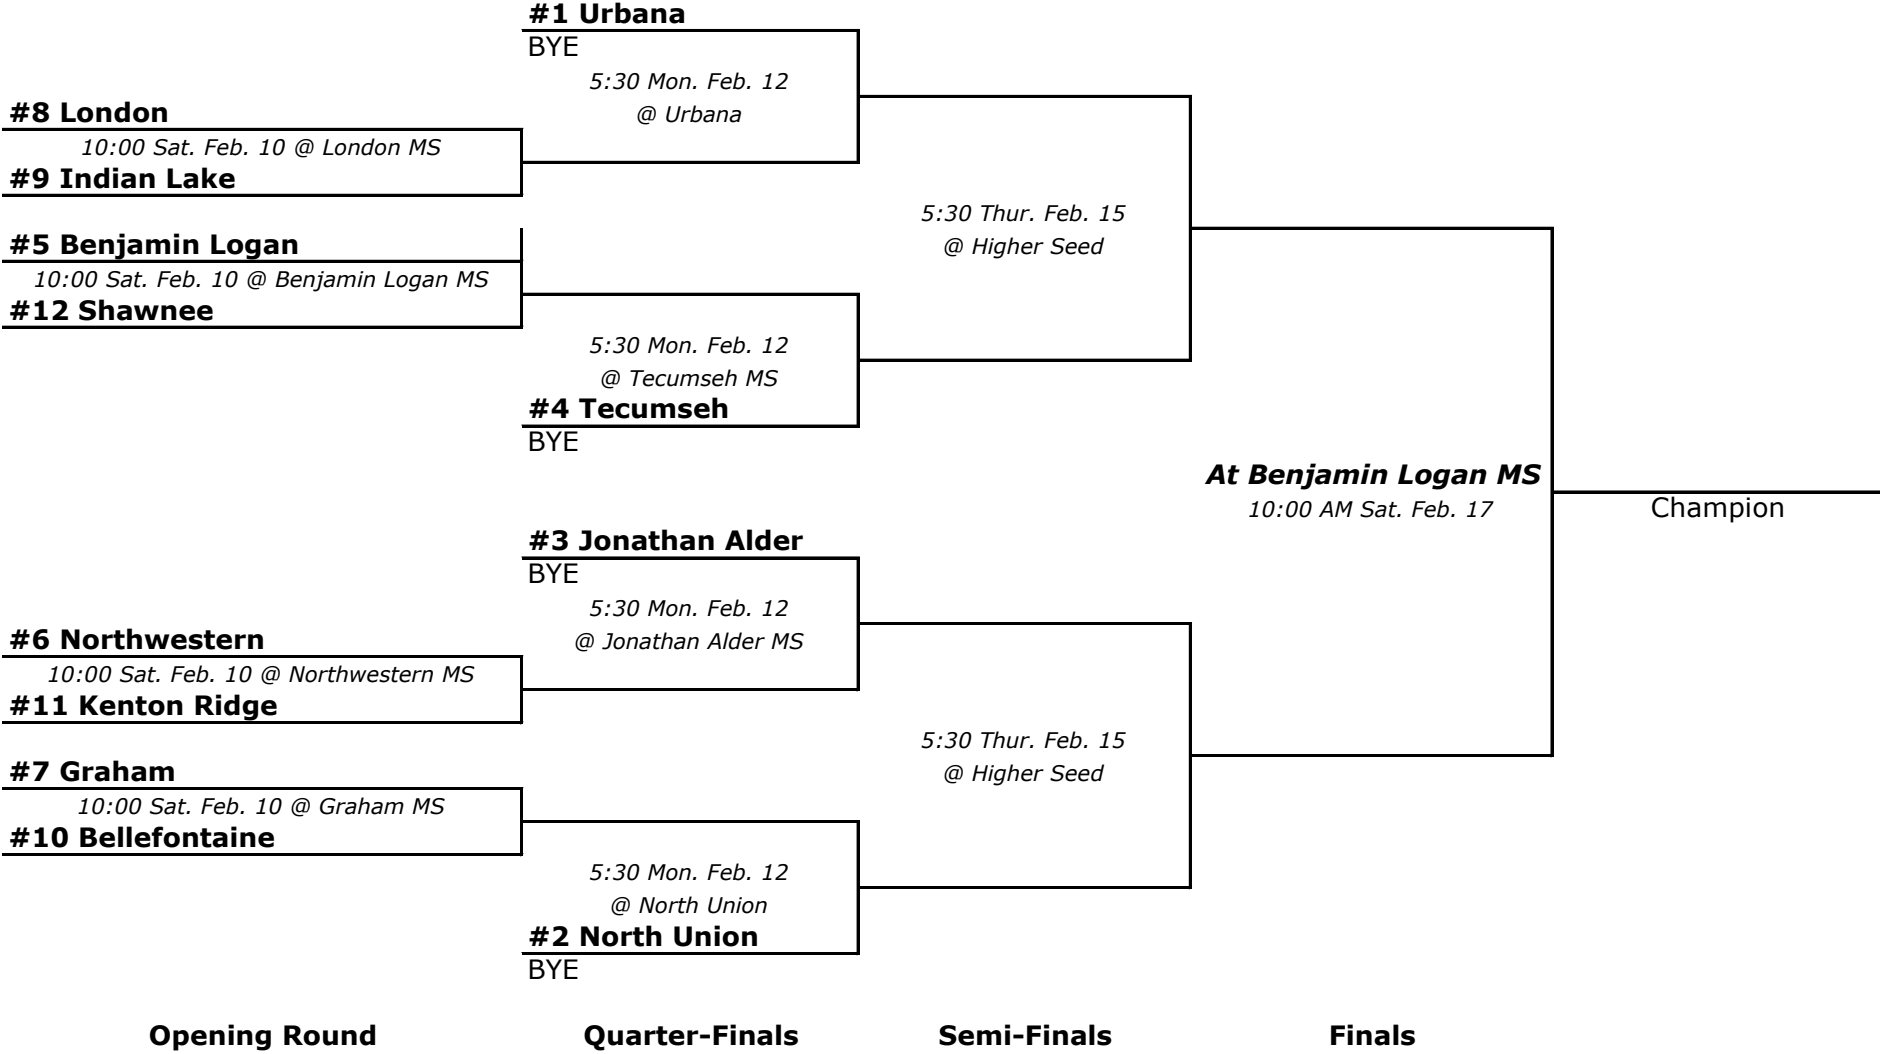 #1 Urbana
BYE
5:30 Mon. Feb. 12
@ Urbana
#8 London
10:00 Sat. Feb. 10 @ London MS
#9 Indian Lake
5:30 Thur. Feb. 15
@ Higher Seed
#5 Benjamin Logan
10:00 Sat. Feb. 10 @ Benjamin Logan MS
#12 Shawnee
5:30 Mon. Feb. 12
@ Tecumseh MS
#4 Tecumseh
BYE
At Benjamin Logan MS
10:00 AM Sat. Feb. 17
Champion
#3 Jonathan Alder
BYE
5:30 Mon. Feb. 12
@ Jonathan Alder MS
#6 Northwestern
10:00 Sat. Feb. 10 @ Northwestern MS
#11 Kenton Ridge
5:30 Thur. Feb. 15
@ Higher Seed
#7 Graham
10:00 Sat. Feb. 10 @ Graham MS
#10 Bellefontaine
5:30 Mon. Feb. 12
@ North Union
#2 North Union
BYE
Opening Round
Quarter-Finals
Semi-Finals
Finals